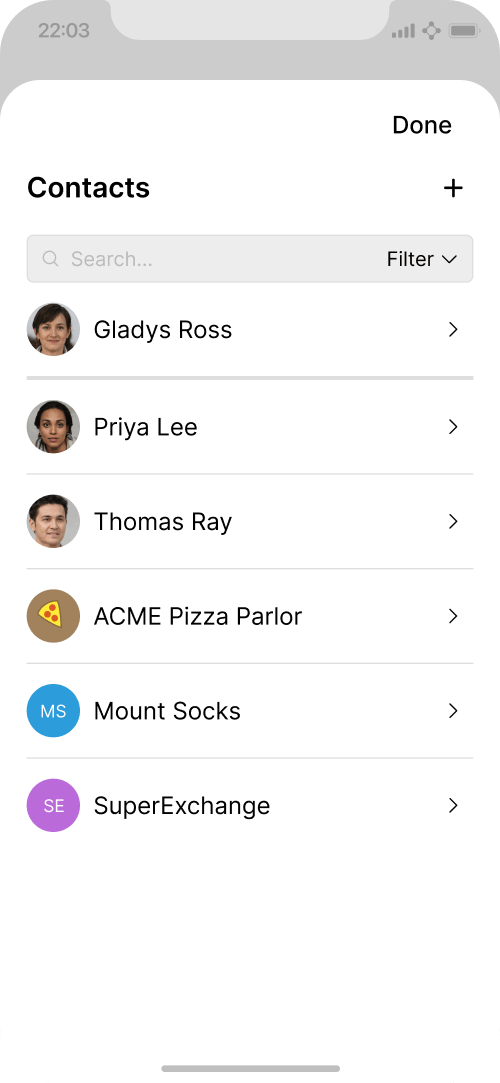 22:03
Done
Contacts
Search...
Filter
Gladys Ross
Priya Lee
Thomas Ray
ACME Pizza Parlor
MS
Mount Socks
SE
SuperExchange